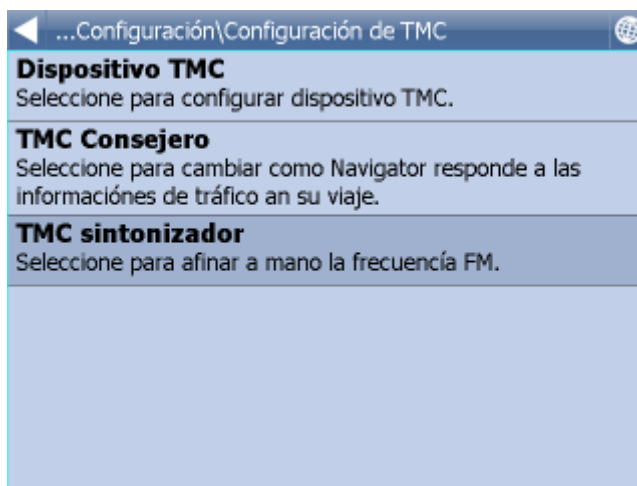 ...Configuración\Configuración de TMC
Dispositivo TMC
Seleccione para configurar dispositivo TMC.
TMC Consejero
Seleccione para cambiar como Navigator responde a las
informaciónes de tráfico an su viaje.
TMC sintonizador
Seleccione para afinar a mano la frecuencía FM.